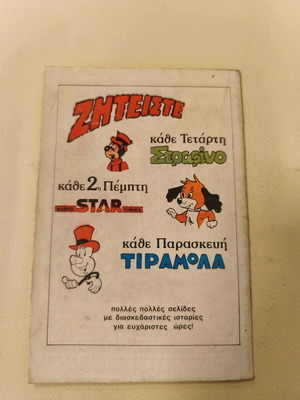 ΖΗΤΕΙΣΤΕ
κάθε Τετάρτη
Σεραφίνο
κάθε 2η Πέμπτη
STAR
κάθε Παρασκευή
ΤΙΡΑΜΟΛΑ
πολλές πολλές σελίδες
με διασκεδαστικές ιστορίες
για ευχάριστες ώρες!